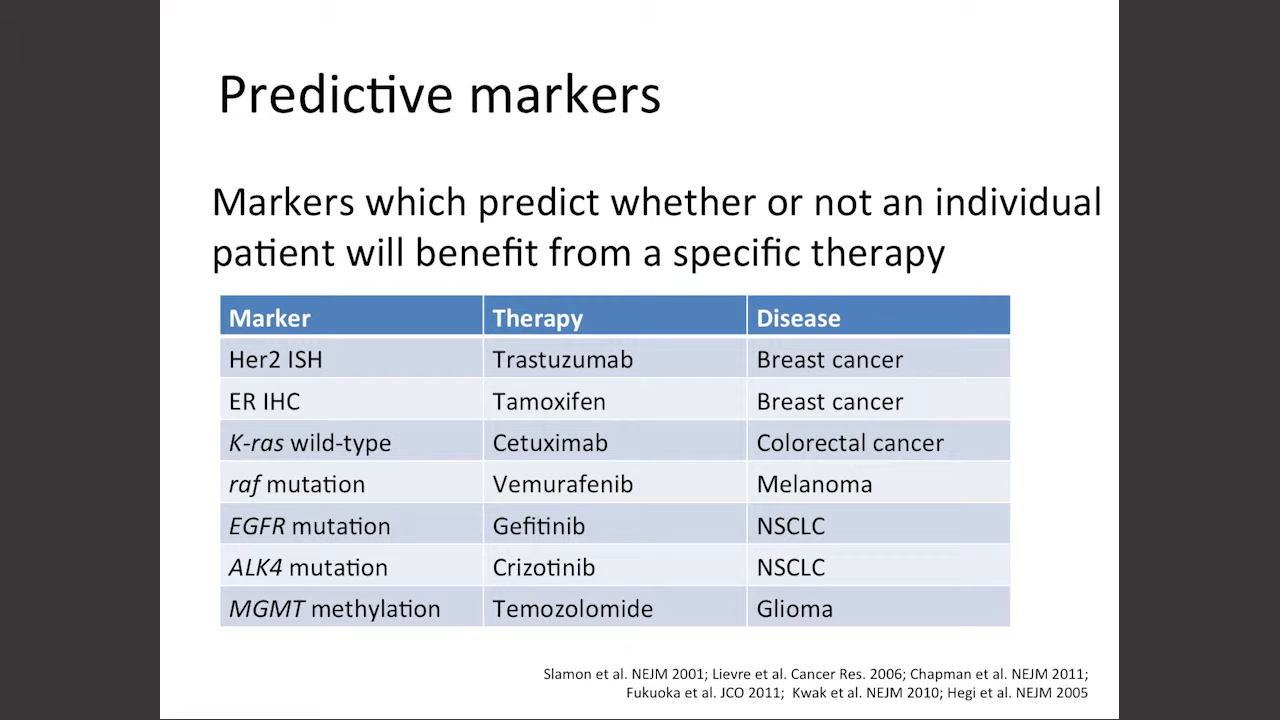 Predictive markers
Markers which predict whether or not an individual
patient will benefit from a specific therapy
Marker Therapy Disease
Her2 ISH Trastuzumab Breast cancer
ER IHC Tamoxifen Breast cancer
K-ras wild-type Cetuximab Colorectal cancer
raf mutation Vemurafenib Melanoma
EGFR mutation Gefitinib NSCLC
ALK4 mutation Crizotinib NSCLC
MGMT methylation Temozolomide Glioma
Slamon et al. NEJM 2001; Lievre et al. Cancer Res. 2006; Chapman et al. NEJM 2011;
Fukuoka et al. JCO 2011; Kwak et al. NEJM 2010; Hegi et al. NEJM 2005